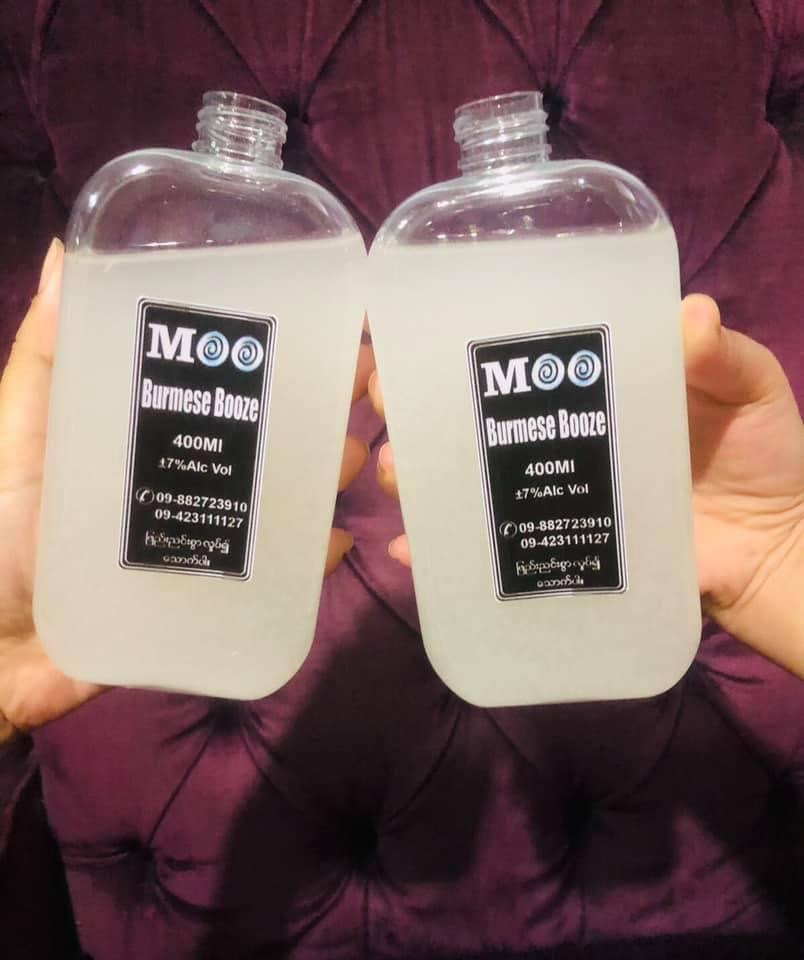 MOO
Burmese Booze
400Ml
±7%Alc Vol
09-882723910
09-423111127
ဖြည်းညင်းစွာ လှုပ်၍
သောက်ပါ။
MOO
Burmese Booze
400Ml
±7%Alc Vol
09-882723910
09-423111127
ဖြည်းညင်းစွာ လှုပ်၍
သောက်ပါ။